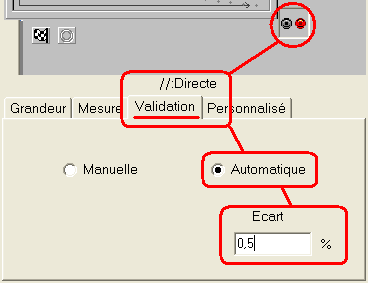 //:Directe
Grandeur Mesure Validation Personnalisé
Manuelle Automatique
Ecart
0,5 %